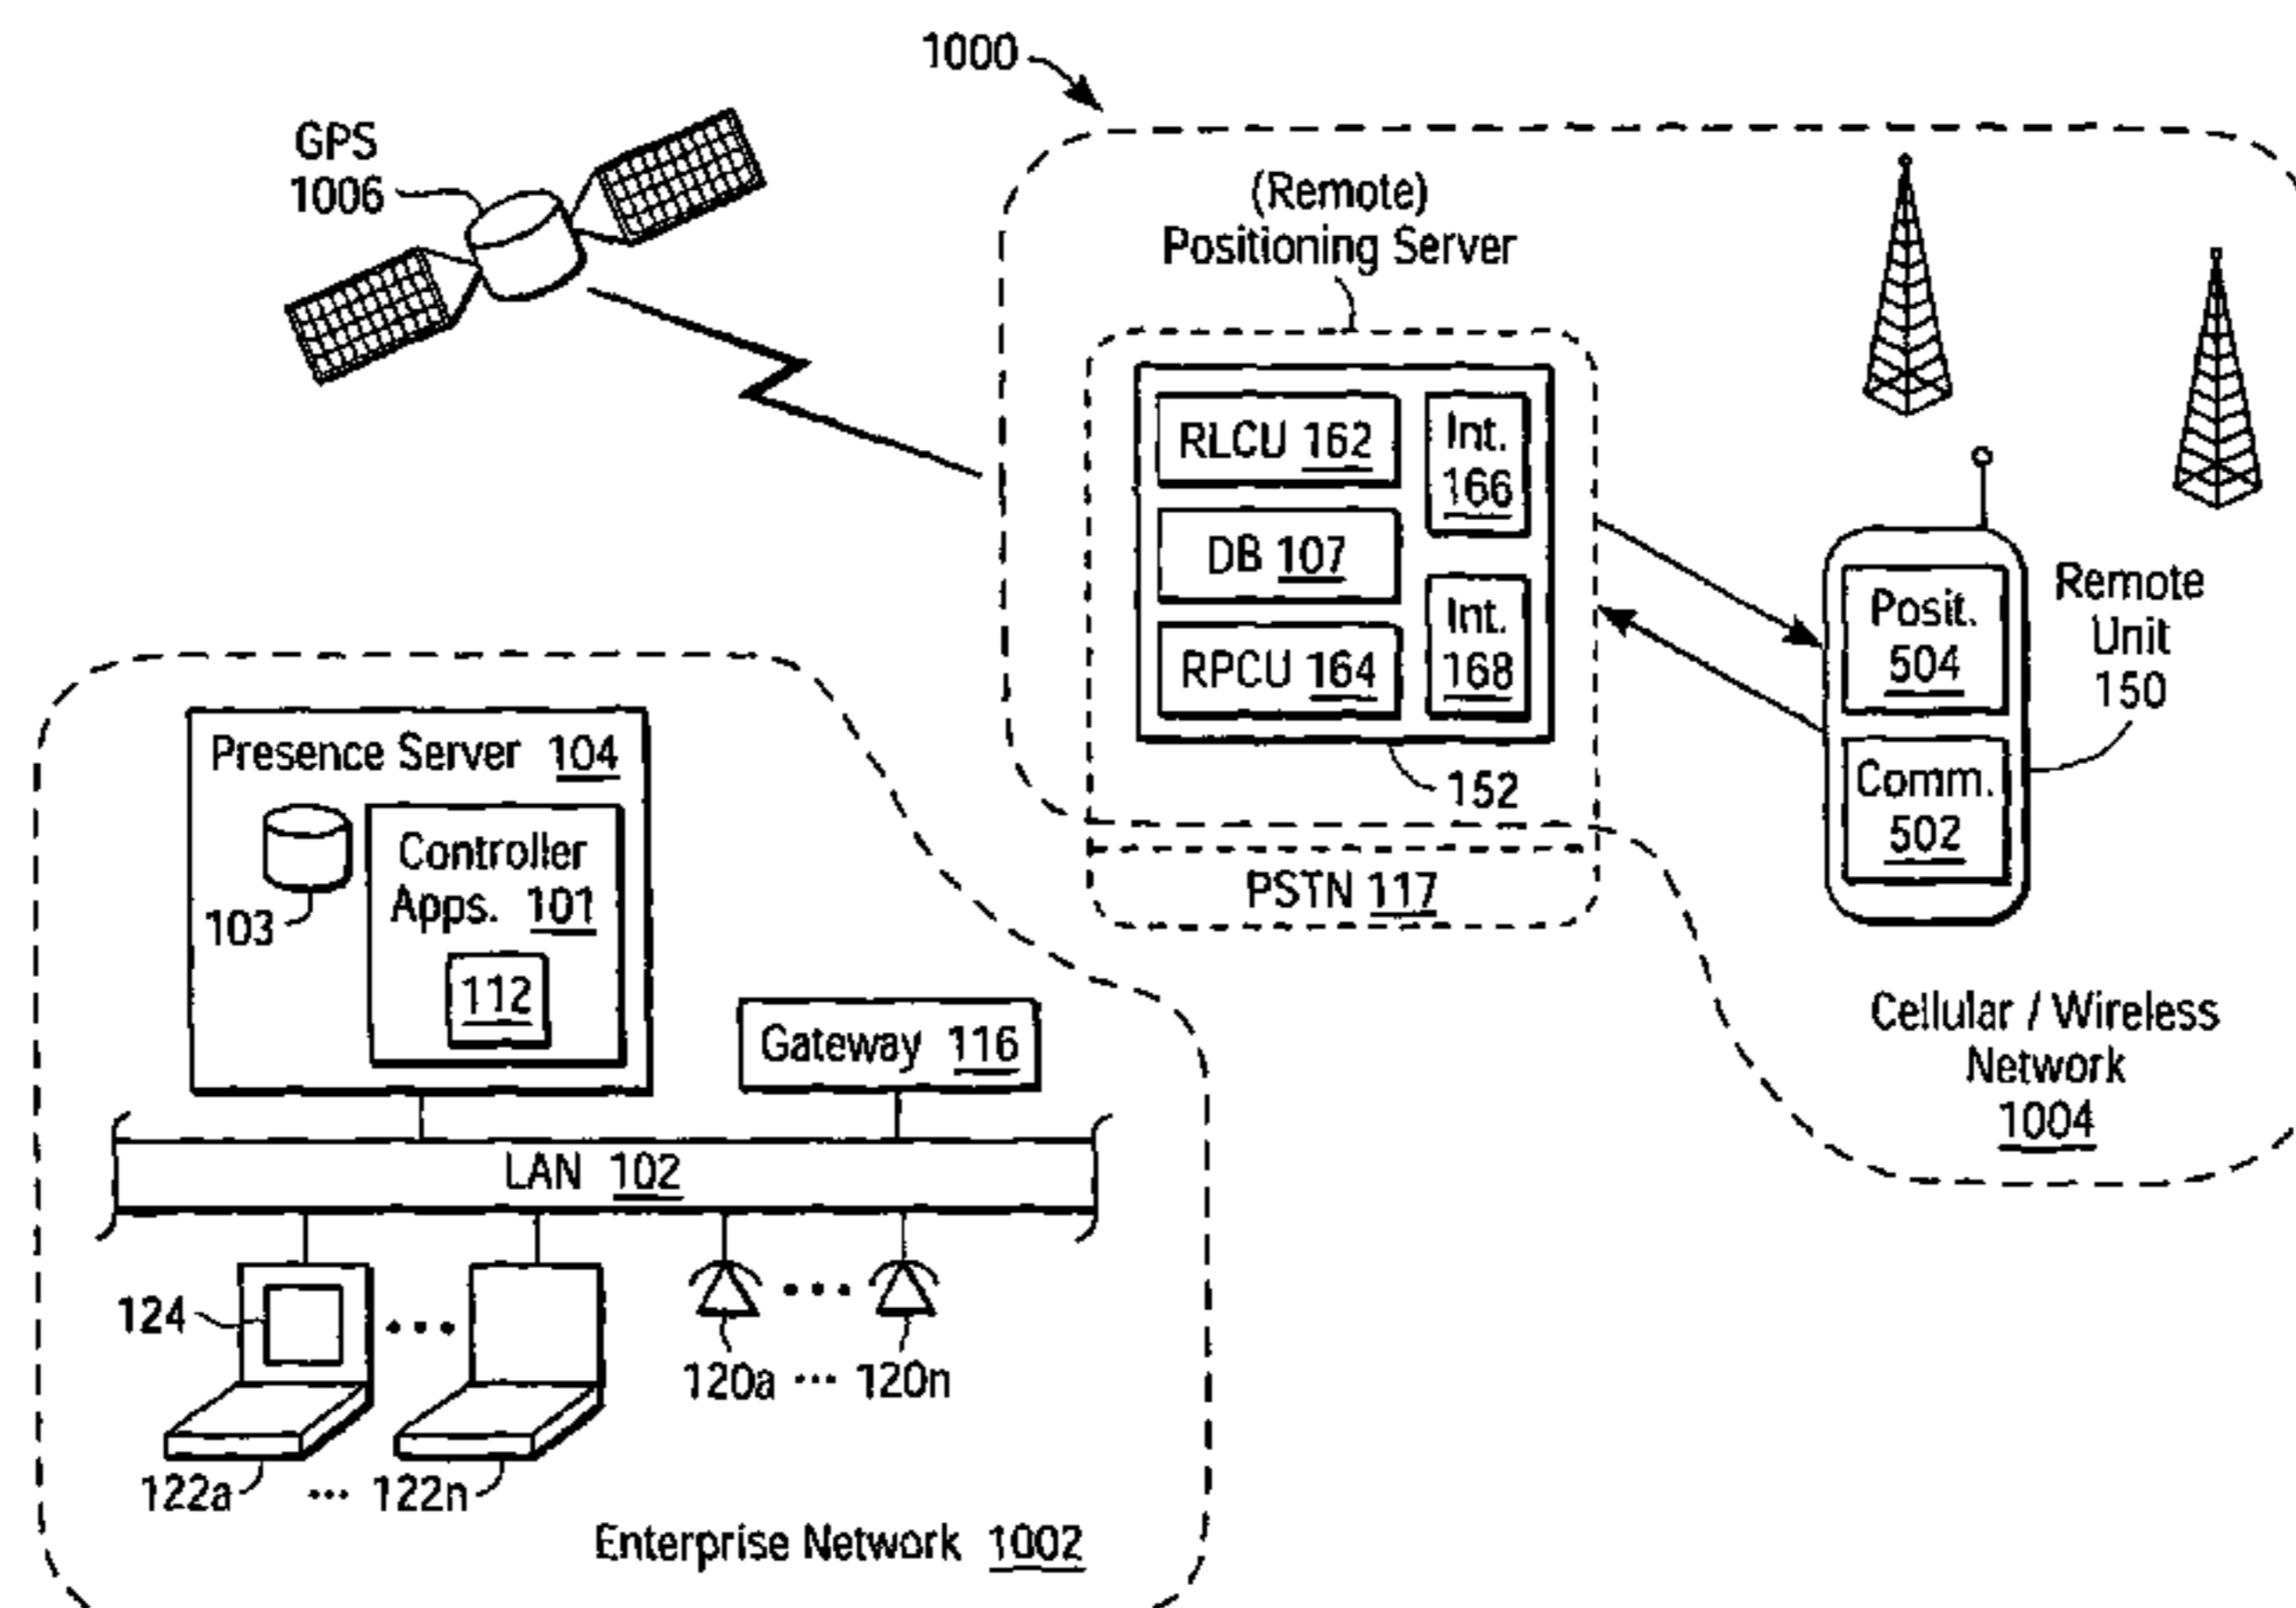 1000
GPS
1006
(Remote)
Positioning Server
RLCU 162
Int.
166
DB 107
RPCU 164
Int.
168
152
PSTN 117
Posit.
504
Comm.
502
Remote
Unit
150
Cellular / Wireless
Network
1004
Presence Server 104
103
Controller
Apps. 101
112
Gateway 116
LAN 102
124
120a ... 120n
122a ... 122n
Enterprise Network 1002